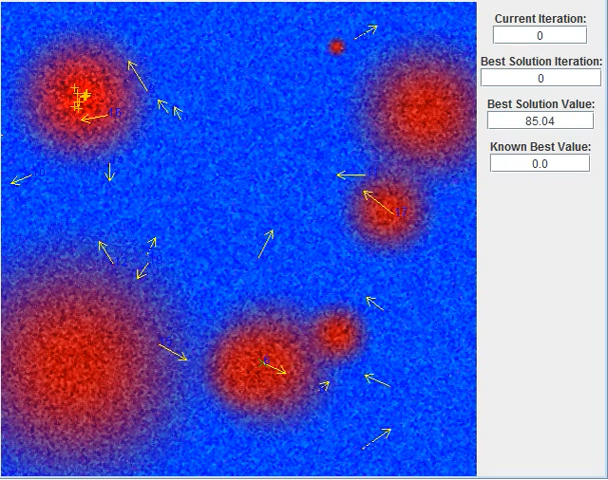 Current Iteration:
0
Best Solution Iteration:
0
Best Solution Value:
85.04
Known Best Value:
0.0